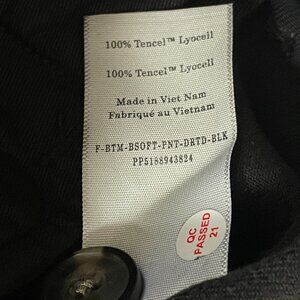 100% Tencel™ Lyocell
100% Tencel™ Lyocell
Made in Viet Nam
Fabriqué au Vietnam
F-BTM-BSOFT-PNT-DRTD-BLK
PP5188943824
QC
PASSED
21